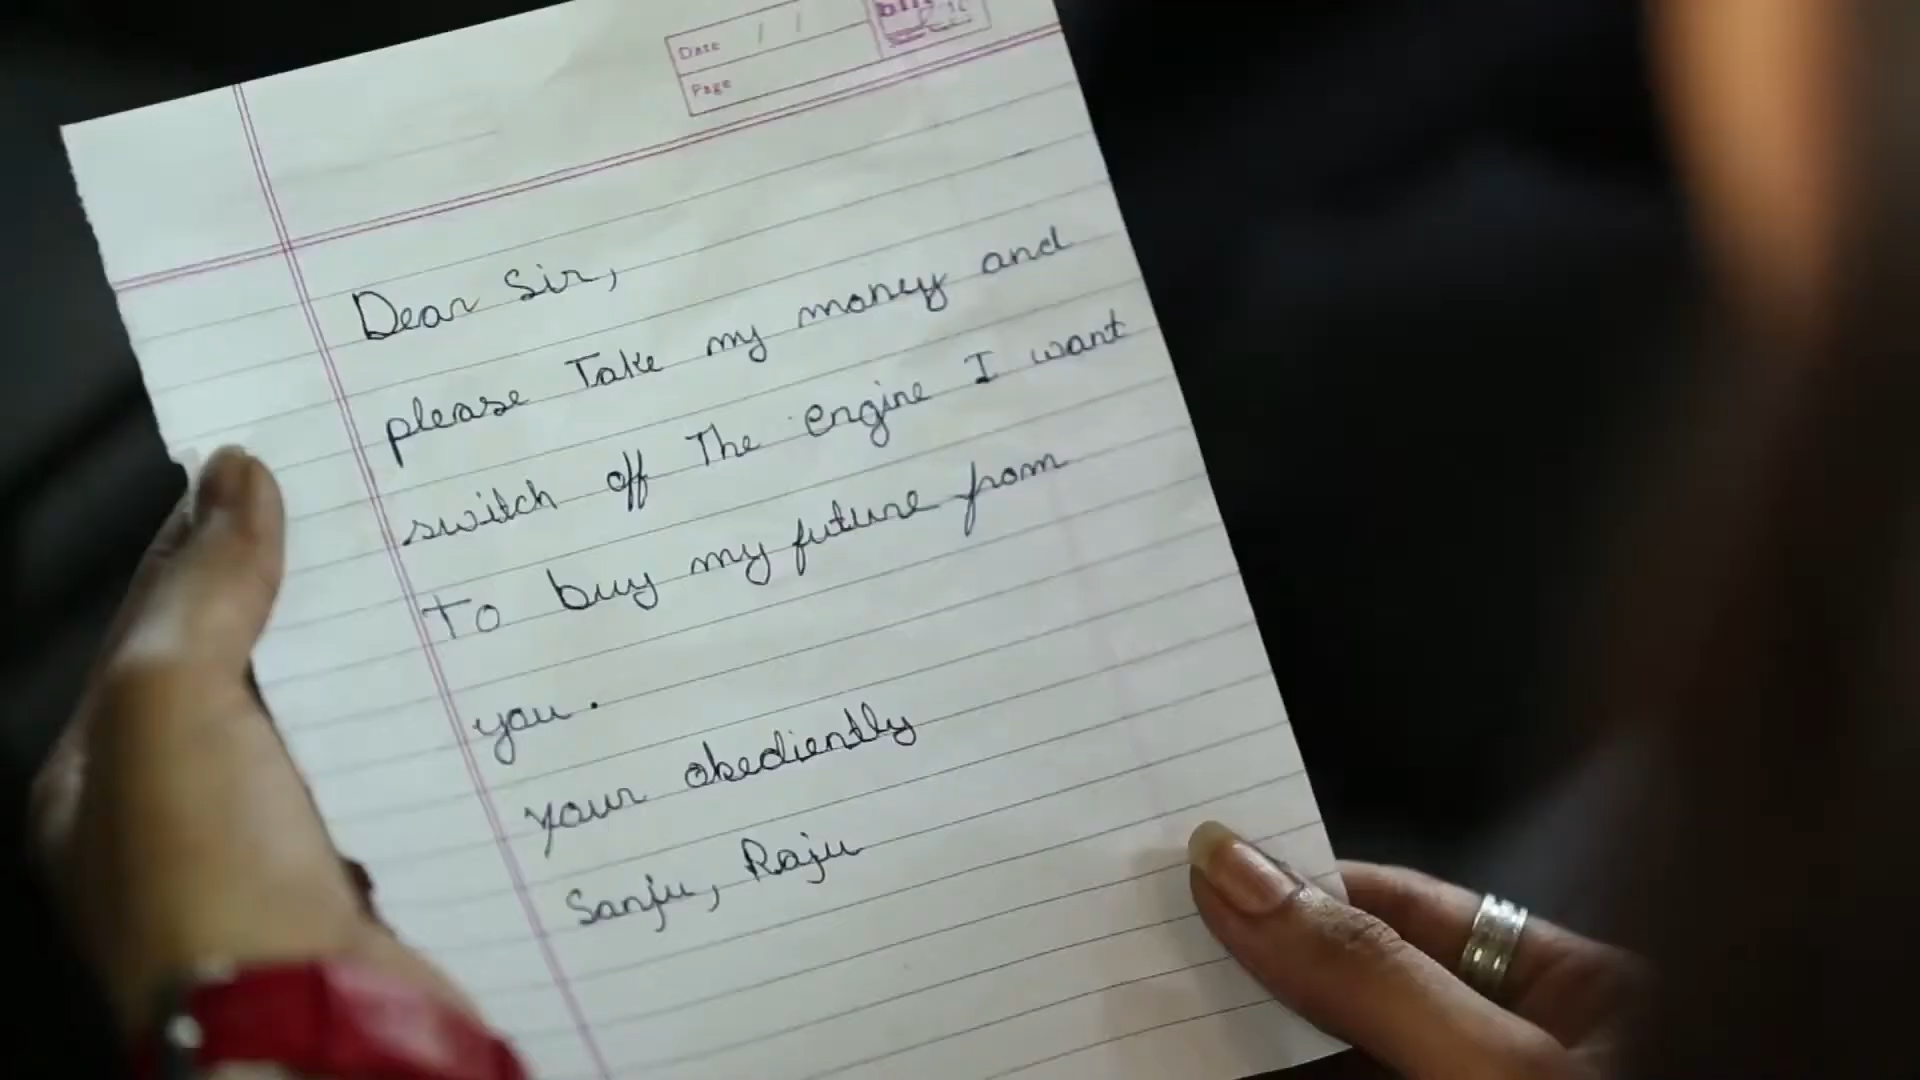 Date / /
Page
Dear Sir,
please Take my money and
switch off The engine I want
To buy my future from
you.
your obediently
Sanju, Raju